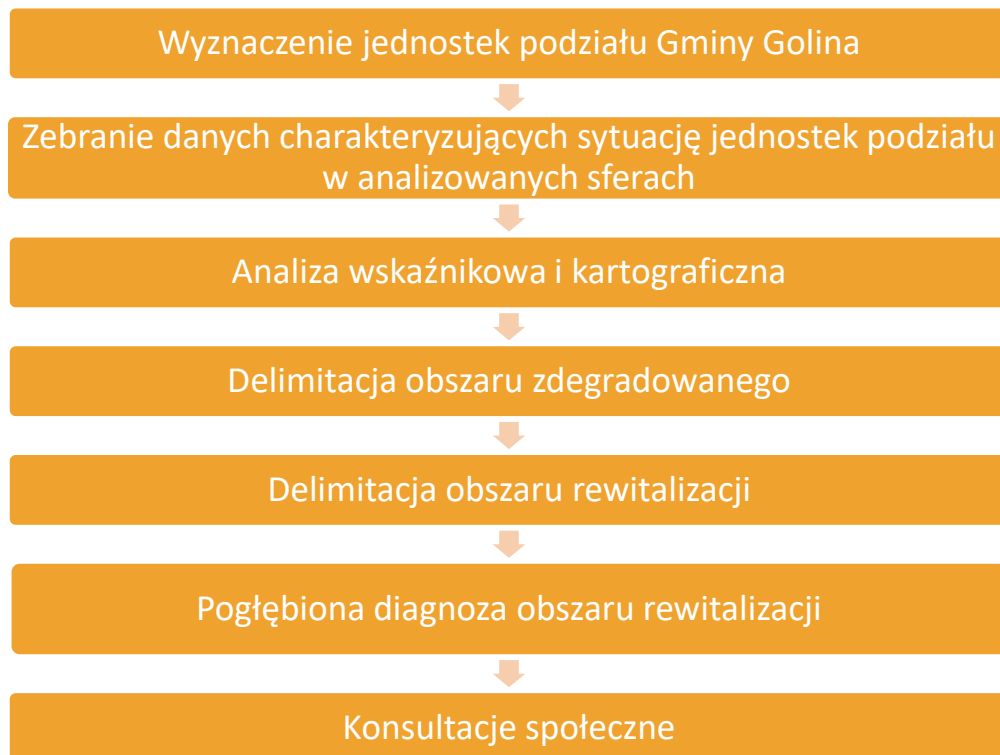 Wyznaczenie jednostek podziału Gminy Golina
Zebranie danych charakteryzujących sytuację jednostek podziału
w analizowanych sferach
Analiza wskaźnikowa i kartograficzna
Delimitacja obszaru zdegradowanego
Delimitacja obszaru rewitalizacji
Pogłębiona diagnoza obszaru rewitalizacji
Konsultacje społeczne